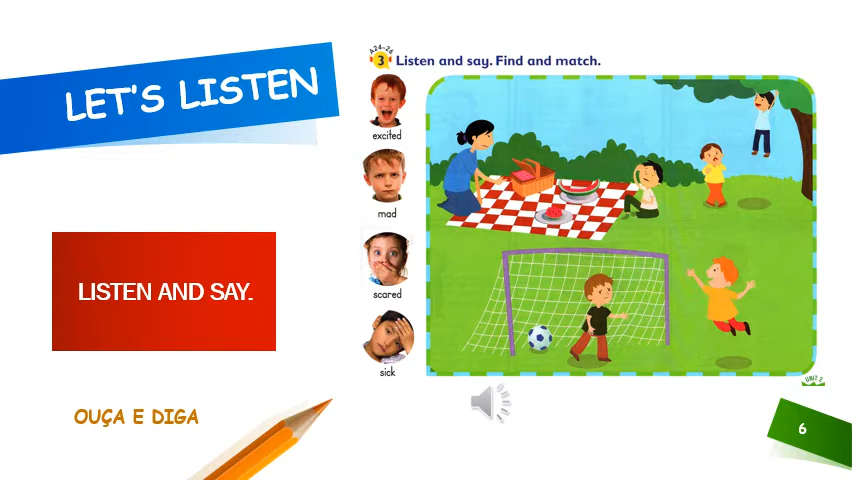 LET'S LISTEN
LISTEN AND SAY.
OUÇA E DIGA
A24-26
3 Listen and say. Find and match.
excited
mad
scared
sick
UNIT 2
6